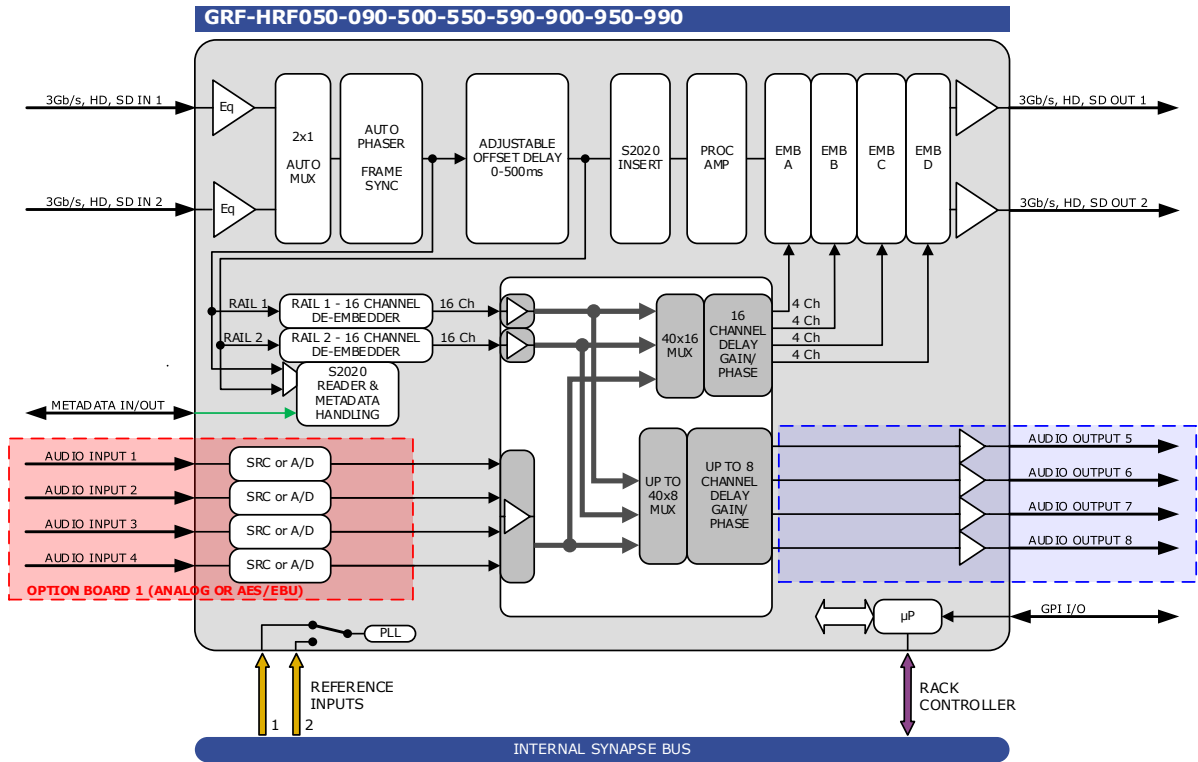 GRF-HRF050-090-500-550-590-900-950-990
3Gb/s, HD, SD IN 1
Eq
3Gb/s, HD, SD IN 2
Eq
2x1
AUTO
MUX
AUTO
PHASER
FRAME
SYNC
ADJUSTABLE
OFFSET DELAY
0-500ms
S2020
INSERT
PROC
AMP
EMB
A
EMB
B
EMB
C
EMB
D
3Gb/s, HD, SD OUT 1
3Gb/s, HD, SD OUT 2
RAIL 1
RAIL 1 - 16 CHANNEL
DE-EMBEDDER
16 Ch
RAIL 2
RAIL 2 - 16 CHANNEL
DE-EMBEDDER
16 Ch
S2020
READER &
METADATA
HANDLING
METADATA IN/OUT
40x16
MUX
16
CHANNEL
DELAY
GAIN/
PHASE
4 Ch
4 Ch
4 Ch
4 Ch
AUDIO INPUT 1
SRC or A/D
AUDIO INPUT 2
SRC or A/D
AUDIO INPUT 3
SRC or A/D
AUDIO INPUT 4
SRC or A/D
OPTION BOARD 1 (ANALOG OR AES/EBU)
UP TO
40x8
MUX
UP TO 8
CHANNEL
DELAY
GAIN/
PHASE
AUDIO OUTPUT 5
AUDIO OUTPUT 6
AUDIO OUTPUT 7
AUDIO OUTPUT 8
PLL
µP
GPI I/O
REFERENCE
INPUTS
1
2
RACK
CONTROLLER
INTERNAL SYNAPSE BUS